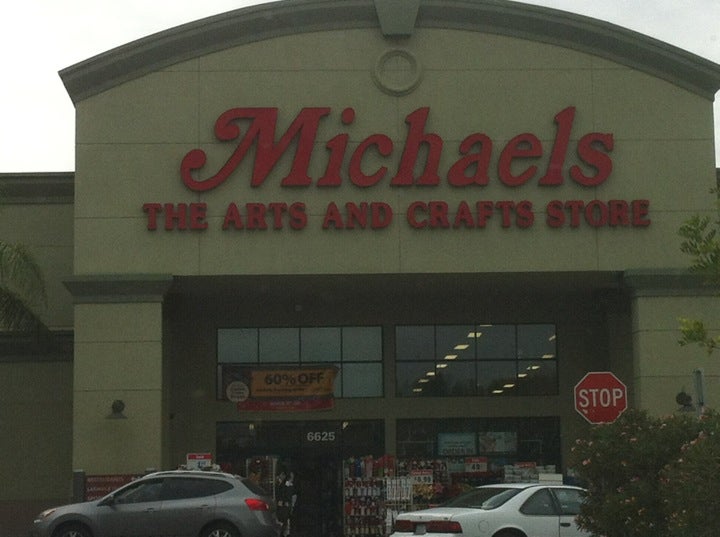 Michaels
THE ARTS AND CRAFTS STORE
60% OFF
STOP
6625